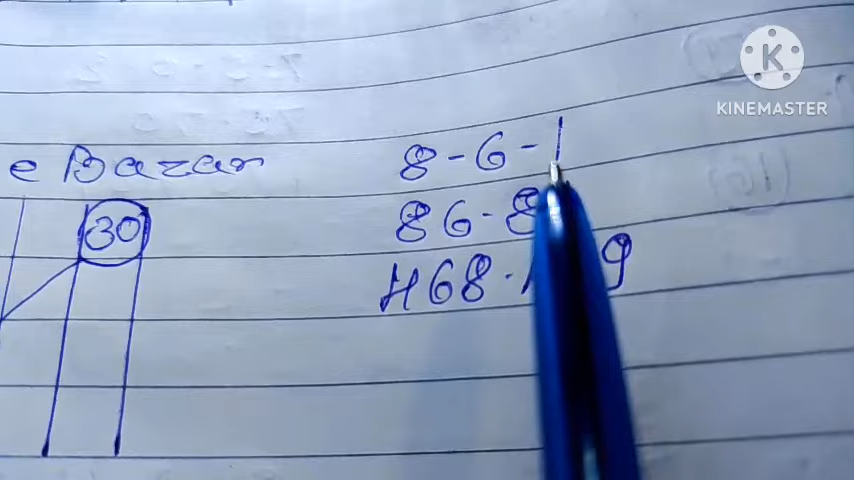 KINEMASTER
e Bazar
30
8-6-1
86-8
H68-
9